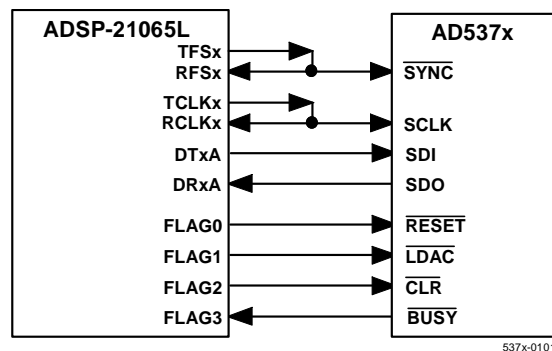 ADSP-21065L
AD537x
TFSx
RFSx
SYNC
TCLKx
RCLKx
SCLK
DTxA
SDI
DRxA
SDO
FLAG0
RESET
FLAG1
LDAC
FLAG2
CLR
FLAG3
BUSY
537x-0101